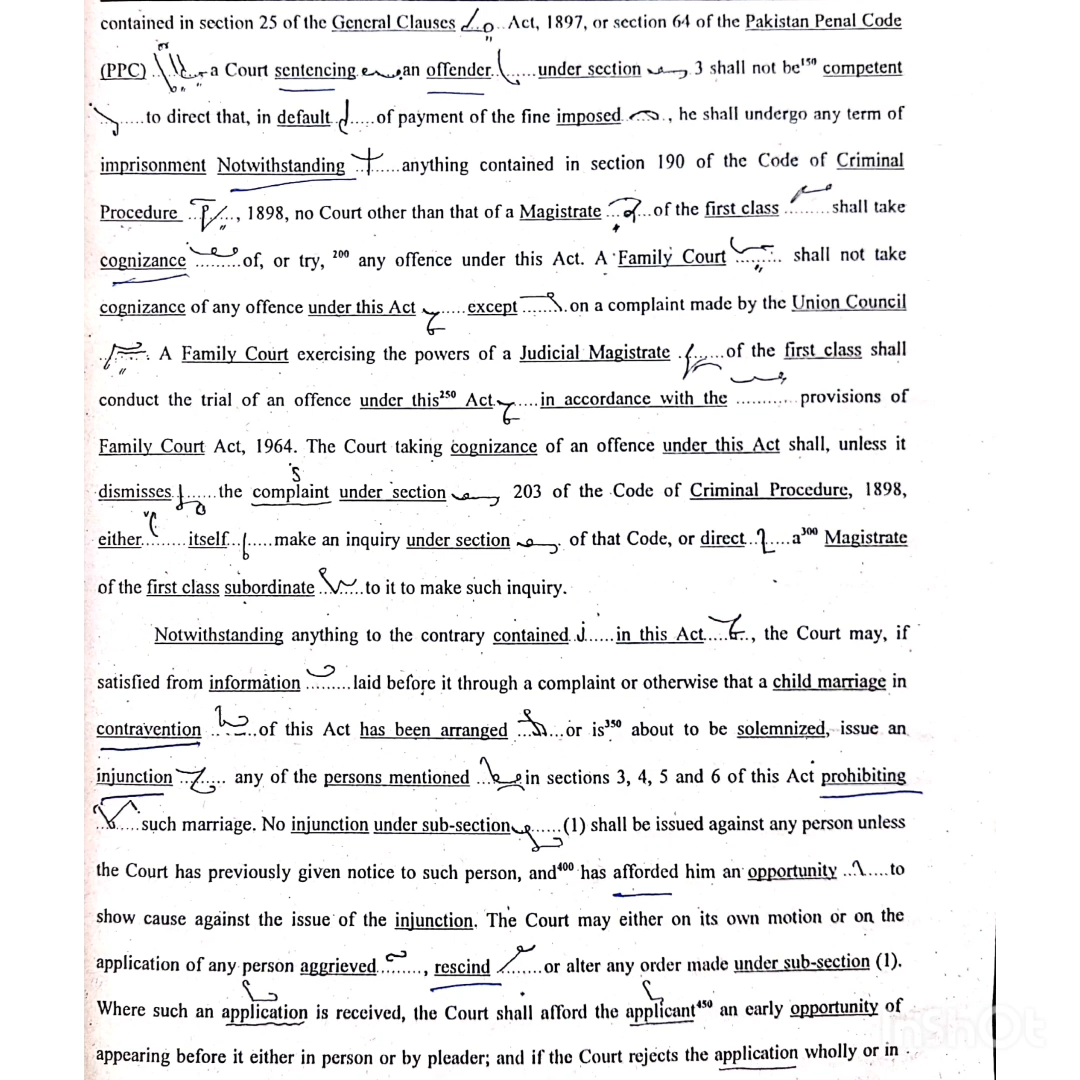 contained in section 25 of the General Clauses ..... Act, 1897, or section 64 of the Pakistan Penal Code
(PPC) ..... a Court sentencing ..... an offender ..... under section ..... 3 shall not be150 competent
..... to direct that, in default ..... of payment of the fine imposed ....., he shall undergo any term of
imprisonment Notwithstanding ..... anything contained in section 190 of the Code of Criminal
Procedure ....., 1898, no Court other than that of a Magistrate ..... of the first class ......... shall take
cognizance ......... of, or try, 200 any offence under this Act. A Family Court ......... shall not take
cognizance of any offence under this Act ..... except ..... on a complaint made by the Union Council
..... . A Family Court exercising the powers of a Judicial Magistrate ..... of the first class shall
conduct the trial of an offence under this250 Act ..... in accordance with the ........... provisions of
Family Court Act, 1964. The Court taking cognizance of an offence under this Act shall, unless it
dismisses ..... the complaint under section ..... 203 of the Code of Criminal Procedure, 1898,
either ........ itself ..... make an inquiry under section ..... of that Code, or direct ..... a300 Magistrate
of the first class subordinate ..... to it to make such inquiry.
Notwithstanding anything to the contrary contained ..... in this Act ....., the Court may, if
satisfied from information ......... laid before it through a complaint or otherwise that a child marriage in
contravention ..... of this Act has been arranged ..... or is350 about to be solemnized, issue an
injunction ..... any of the persons mentioned ..... in sections 3, 4, 5 and 6 of this Act prohibiting
..... such marriage. No injunction under sub-section ..... (1) shall be issued against any person unless
the Court has previously given notice to such person, and400 has afforded him an opportunity ..... to
show cause against the issue of the injunction. The Court may either on its own motion or on the
application of any person aggrieved ........, rescind ..... or alter any order made under sub-section (1).
Where such an application is received, the Court shall afford the applicant450 an early opportunity of
appearing before it either in person or by pleader; and if the Court rejects the application wholly or in
InShOt